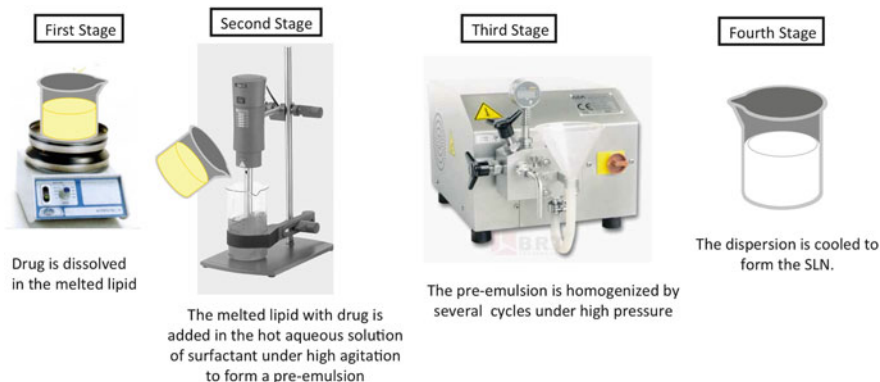 First Stage
Second Stage
Third Stage
Fourth Stage
Drug is dissolved
in the melted lipid
The melted lipid with drug is
added in the hot aqueous solution
of surfactant under high agitation
to form a pre-emulsion
The pre-emulsion is homogenized by
several cycles under high pressure
The dispersion is cooled to
form the SLN.
CE